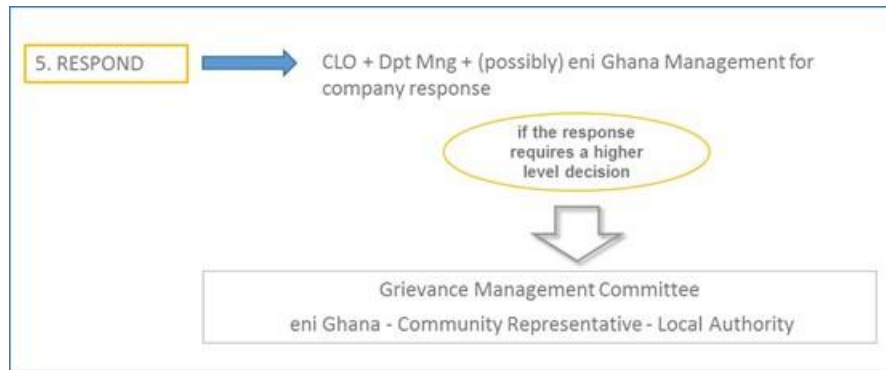 5. RESPOND
CLO + Dpt Mng + (possibly) eni Ghana Management for
company response
if the response
requires a higher
level decision
Grievance Management Committee
eni Ghana - Community Representative - Local Authority